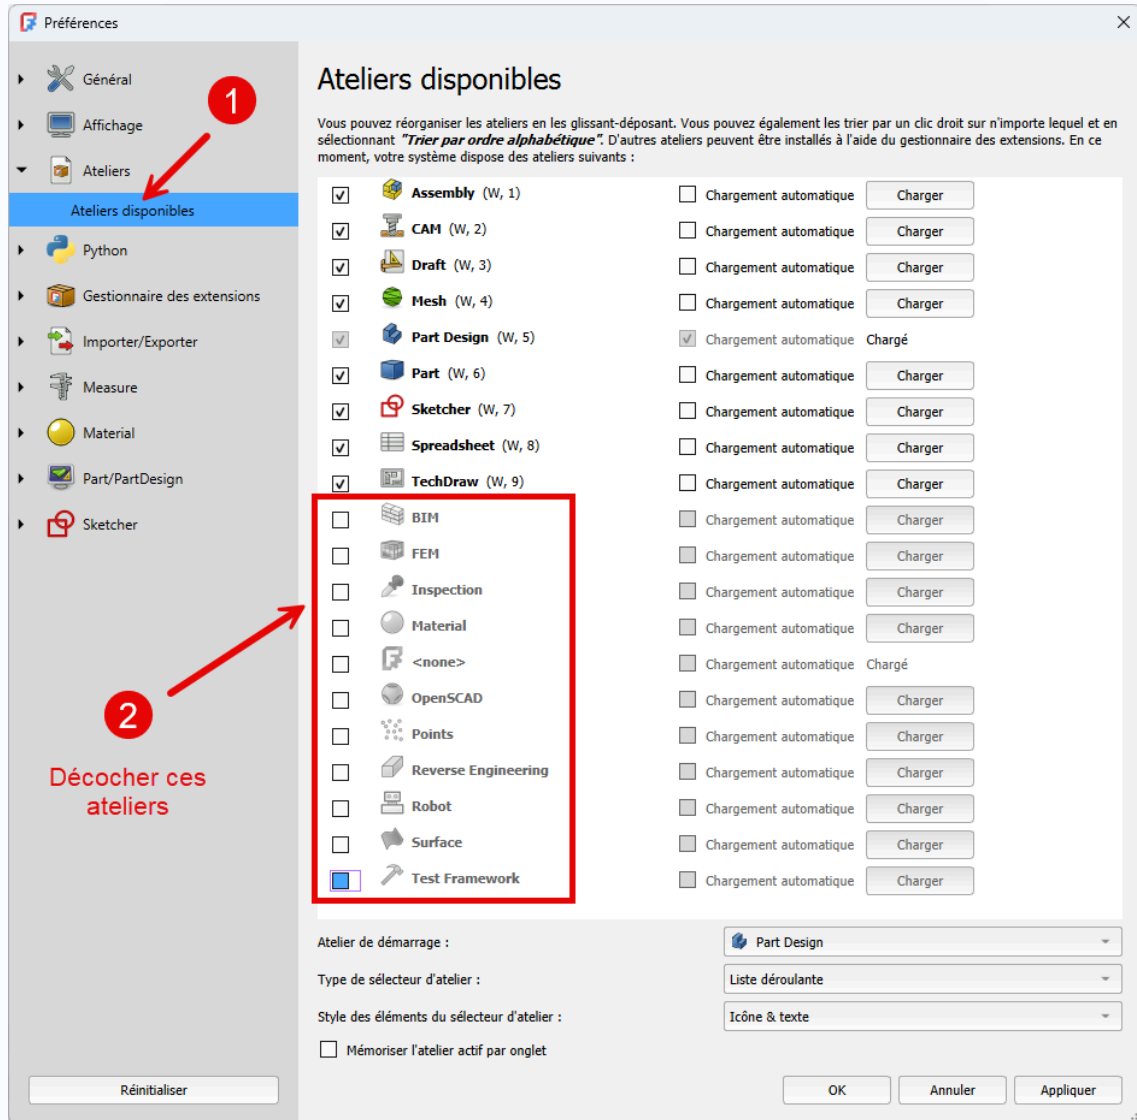 Préférences
Général
Affichage
Ateliers
Ateliers disponibles
Python
Gestionnaire des extensions
Importer/Exporter
Measure
Material
Part/PartDesign
Sketcher
1
2
Décocher ces
ateliers
Réinitialiser
Ateliers disponibles
Vous pouvez réorganiser les ateliers en les glissant-déposant. Vous pouvez également les trier par un clic droit sur n'importe lequel et en
sélectionnant "Trier par ordre alphabétique". D'autres ateliers peuvent être installés à l'aide du gestionnaire des extensions. En ce
moment, votre système dispose des ateliers suivants :
Assembly (W, 1) Chargement automatique Charger
CAM (W, 2) Chargement automatique Charger
Draft (W, 3) Chargement automatique Charger
Mesh (W, 4) Chargement automatique Charger
Part Design (W, 5) Chargement automatique Chargé
Part (W, 6) Chargement automatique Charger
Sketcher (W, 7) Chargement automatique Charger
Spreadsheet (W, 8) Chargement automatique Charger
TechDraw (W, 9) Chargement automatique Charger
BIM Chargement automatique Charger
FEM Chargement automatique Charger
Inspection Chargement automatique Charger
Material Chargement automatique Charger
<none> Chargement automatique Chargé
OpenSCAD Chargement automatique Charger
Points Chargement automatique Charger
Reverse Engineering Chargement automatique Charger
Robot Chargement automatique Charger
Surface Chargement automatique Charger
Test Framework Chargement automatique Charger
Atelier de démarrage : Part Design
Type de sélecteur d'atelier : Liste déroulante
Style des éléments du sélecteur d'atelier : Icône & texte
Mémoriser l'atelier actif par onglet
OK Annuler Appliquer